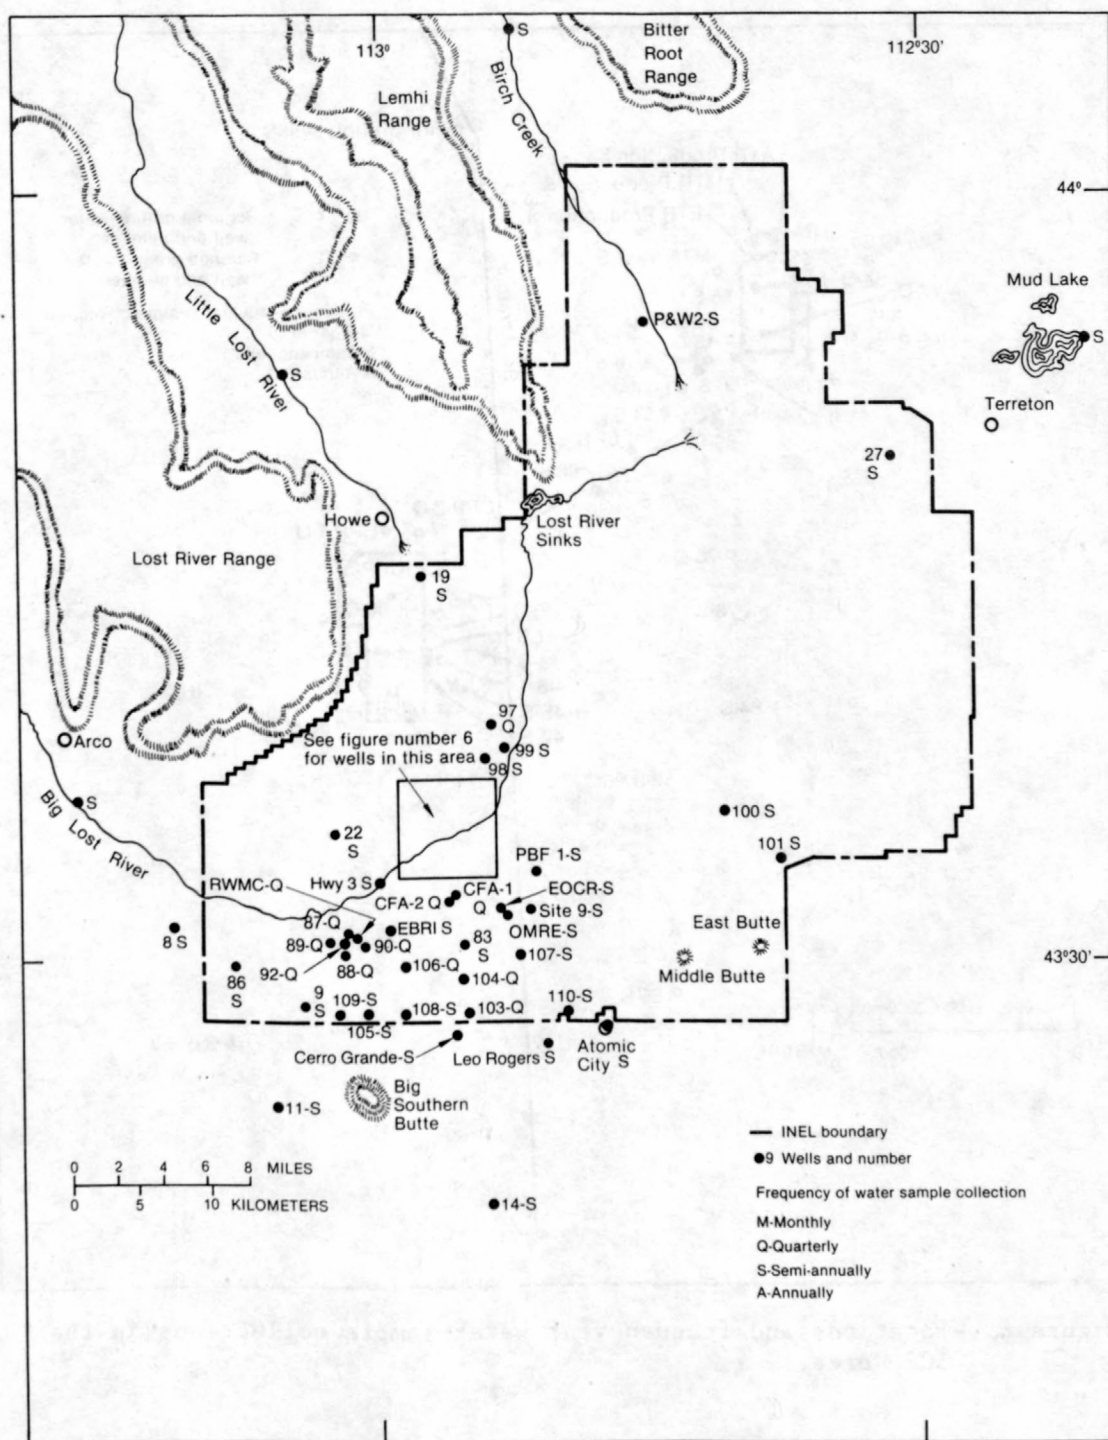 113°
112°30'
S
Bitter
Root
Range
Birch Creek
Lemhi
Range
44°
Mud Lake
S
Little Lost River
P&W2-S
S
Terreton
27
S
Howe
Lost River
Sinks
Lost River Range
19
S
97
Q
Arco
See figure number 6
for wells in this area
99 S
98 S
S
Big Lost River
100 S
22
S
101 S
PBF 1-S
RWMC-Q
Hwy 3 S
CFA-1
Q
EOCR-S
CFA-2 Q
Site 9-S
87-Q
EBRI S
OMRE-S
East Butte
8 S
89-Q
90-Q
83
S
107-S
43°30'
92-Q
88-Q
106-Q
Middle Butte
86
S
104-Q
9
S
109-S
108-S
103-Q
110-S
105-S
Cerro Grande-S
Leo Rogers S
Atomic
City S
Big
Southern
Butte
11-S
INEL boundary
9 Wells and number
0 2 4 6 8 MILES
0 5 10 KILOMETERS
Frequency of water sample collection
14-S
M-Monthly
Q-Quarterly
S-Semi-annually
A-Annually